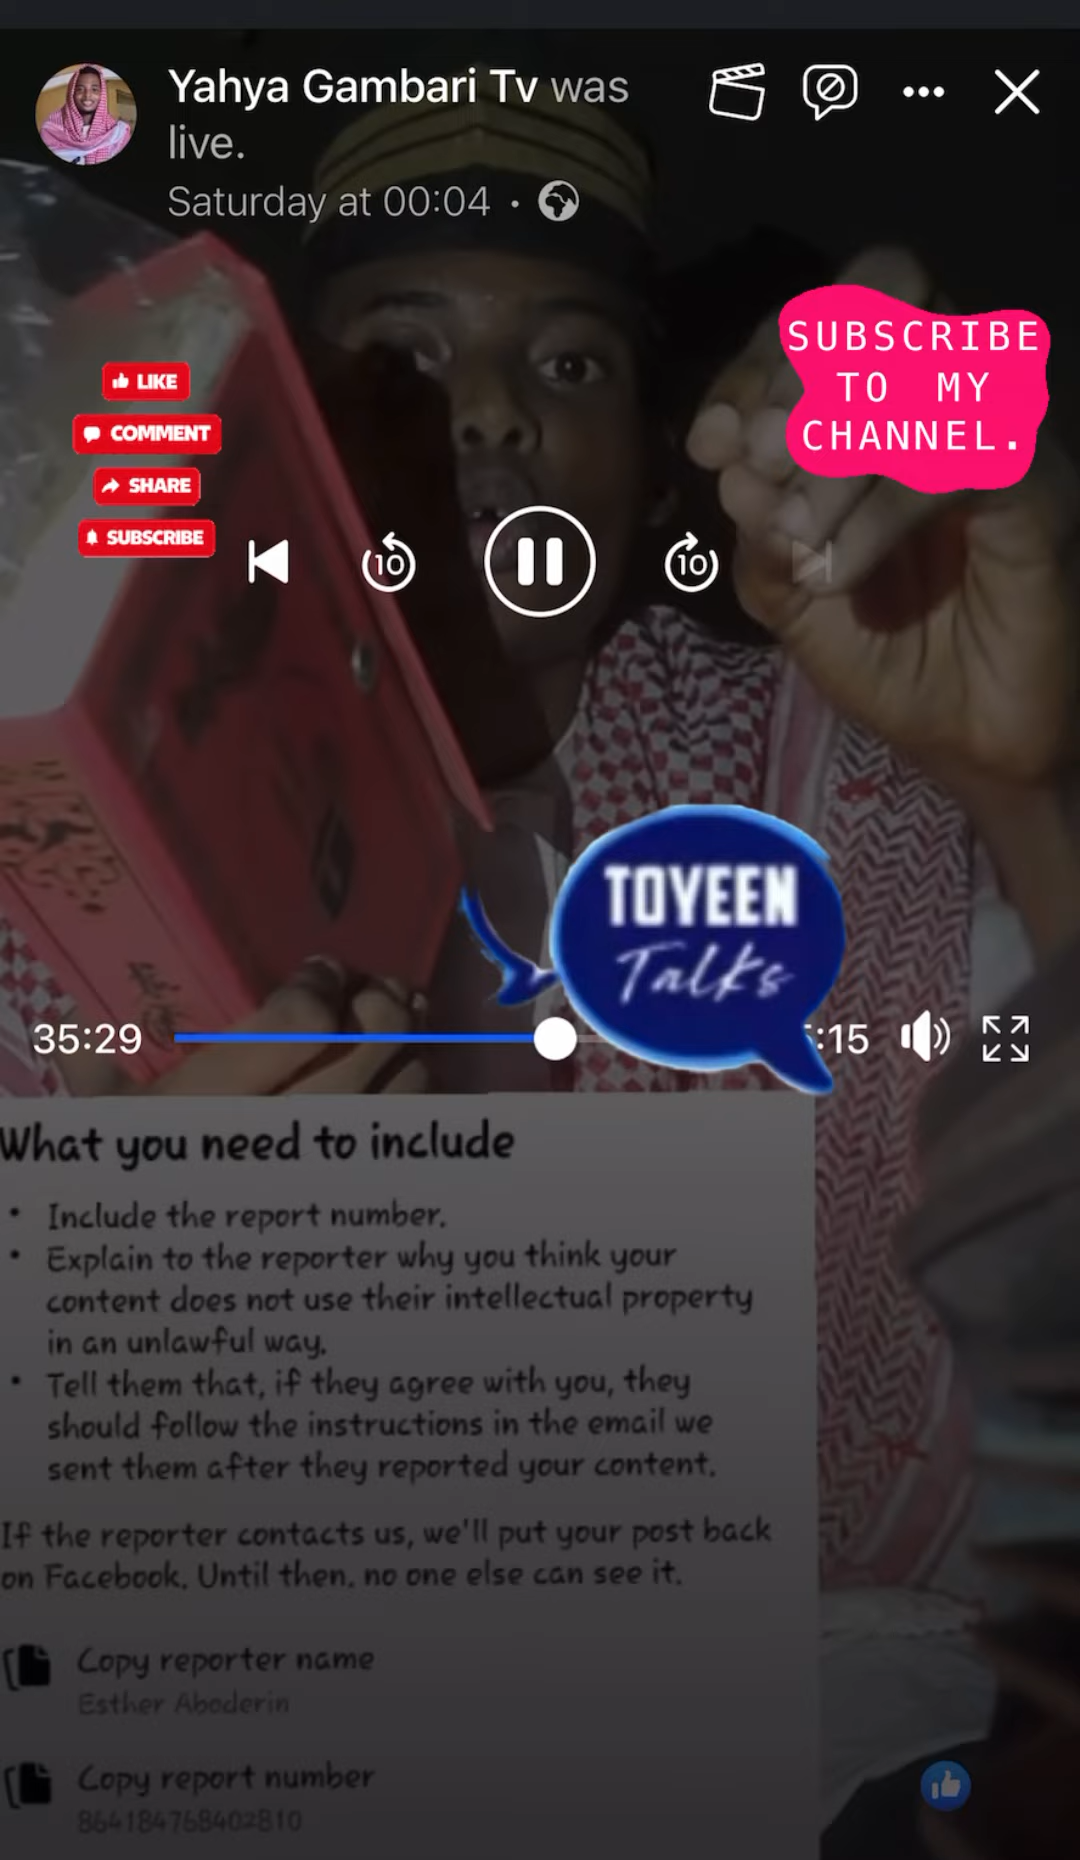 Yahya Gambari Tv was
live.
Saturday at 00:04 ·
SUBSCRIBE
TO MY
CHANNEL.
LIKE
COMMENT
SHARE
SUBSCRIBE
10
10
TOYEEN
Talks
35:29
:15
What you need to include
• Include the report number.
• Explain to the reporter why you think your
content does not use their intellectual property
in an unlawful way.
• Tell them that, if they agree with you, they
should follow the instructions in the email we
sent them after they reported your content.
If the reporter contacts us, we'll put your post back
on Facebook. Until then, no one else can see it.
Copy reporter name
Esther Aboderin
Copy report number
864184768402810